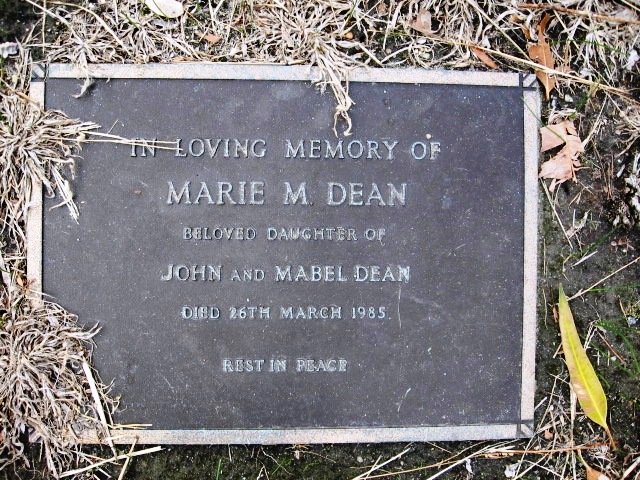 IN LOVING MEMORY OF
MARIE M. DEAN
BELOVED DAUGHTER OF
JOHN AND MABEL DEAN
DIED 26TH MARCH 1985.
REST IN PEACE